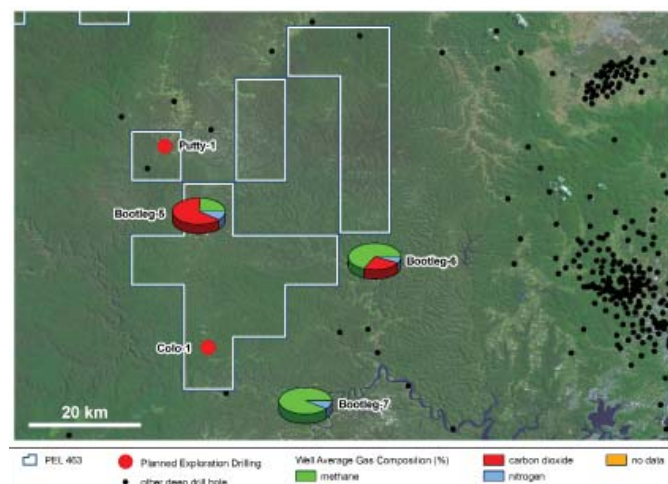 Putty-1
Bootleg-5
Bootleg-6
Colo-1
Bootleg-7
20 km
PEL 463
Planned Exploration Drilling
Well Average Gas Composition (%)
carbon dioxide
no data
other deep drill hole
methane
nitrogen